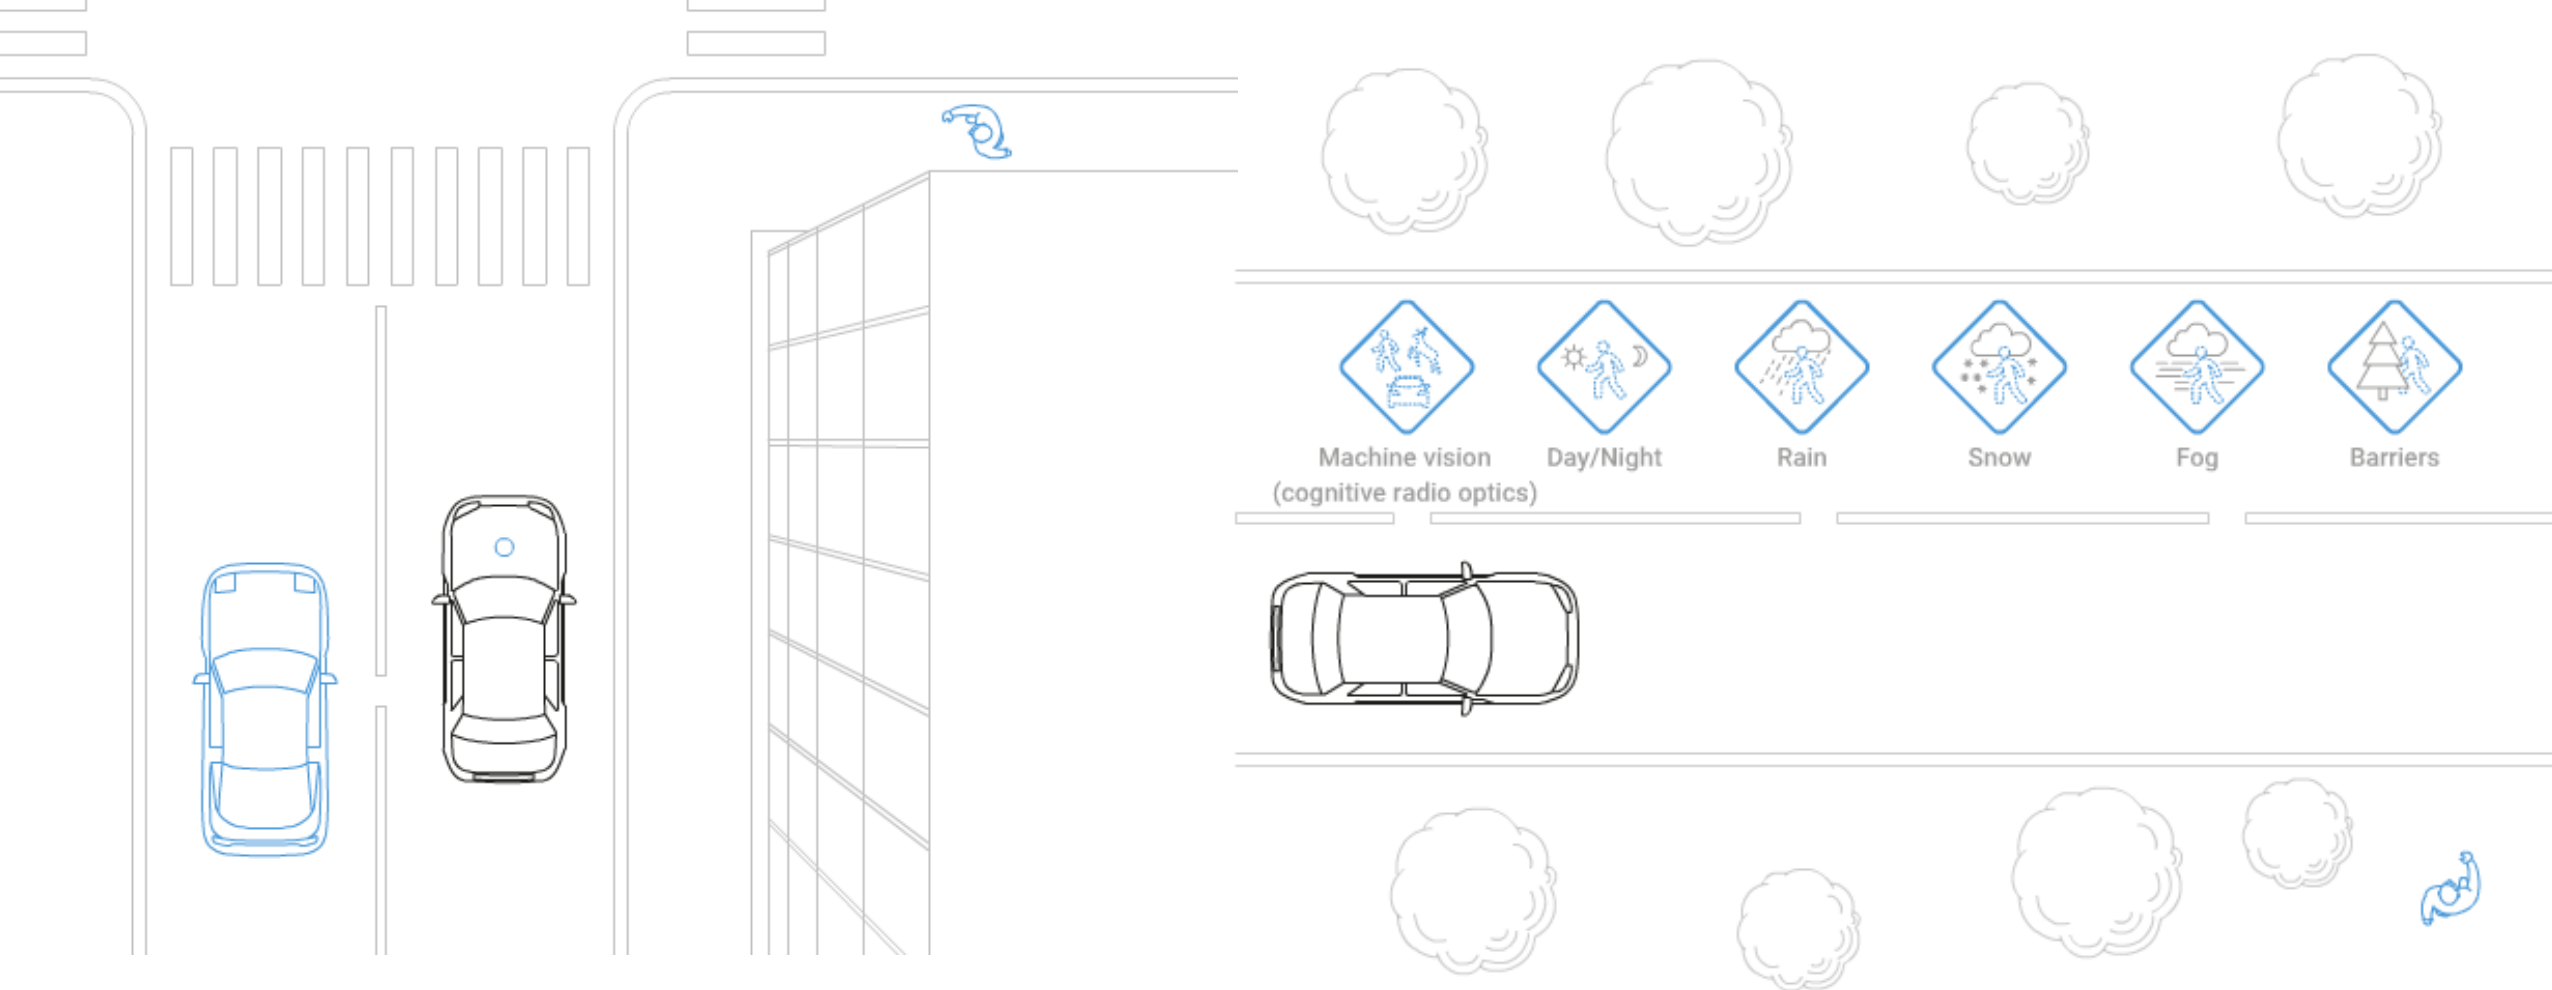 Machine vision
(cognitive radio optics)
Day/Night
Rain
Snow
Fog
Barriers